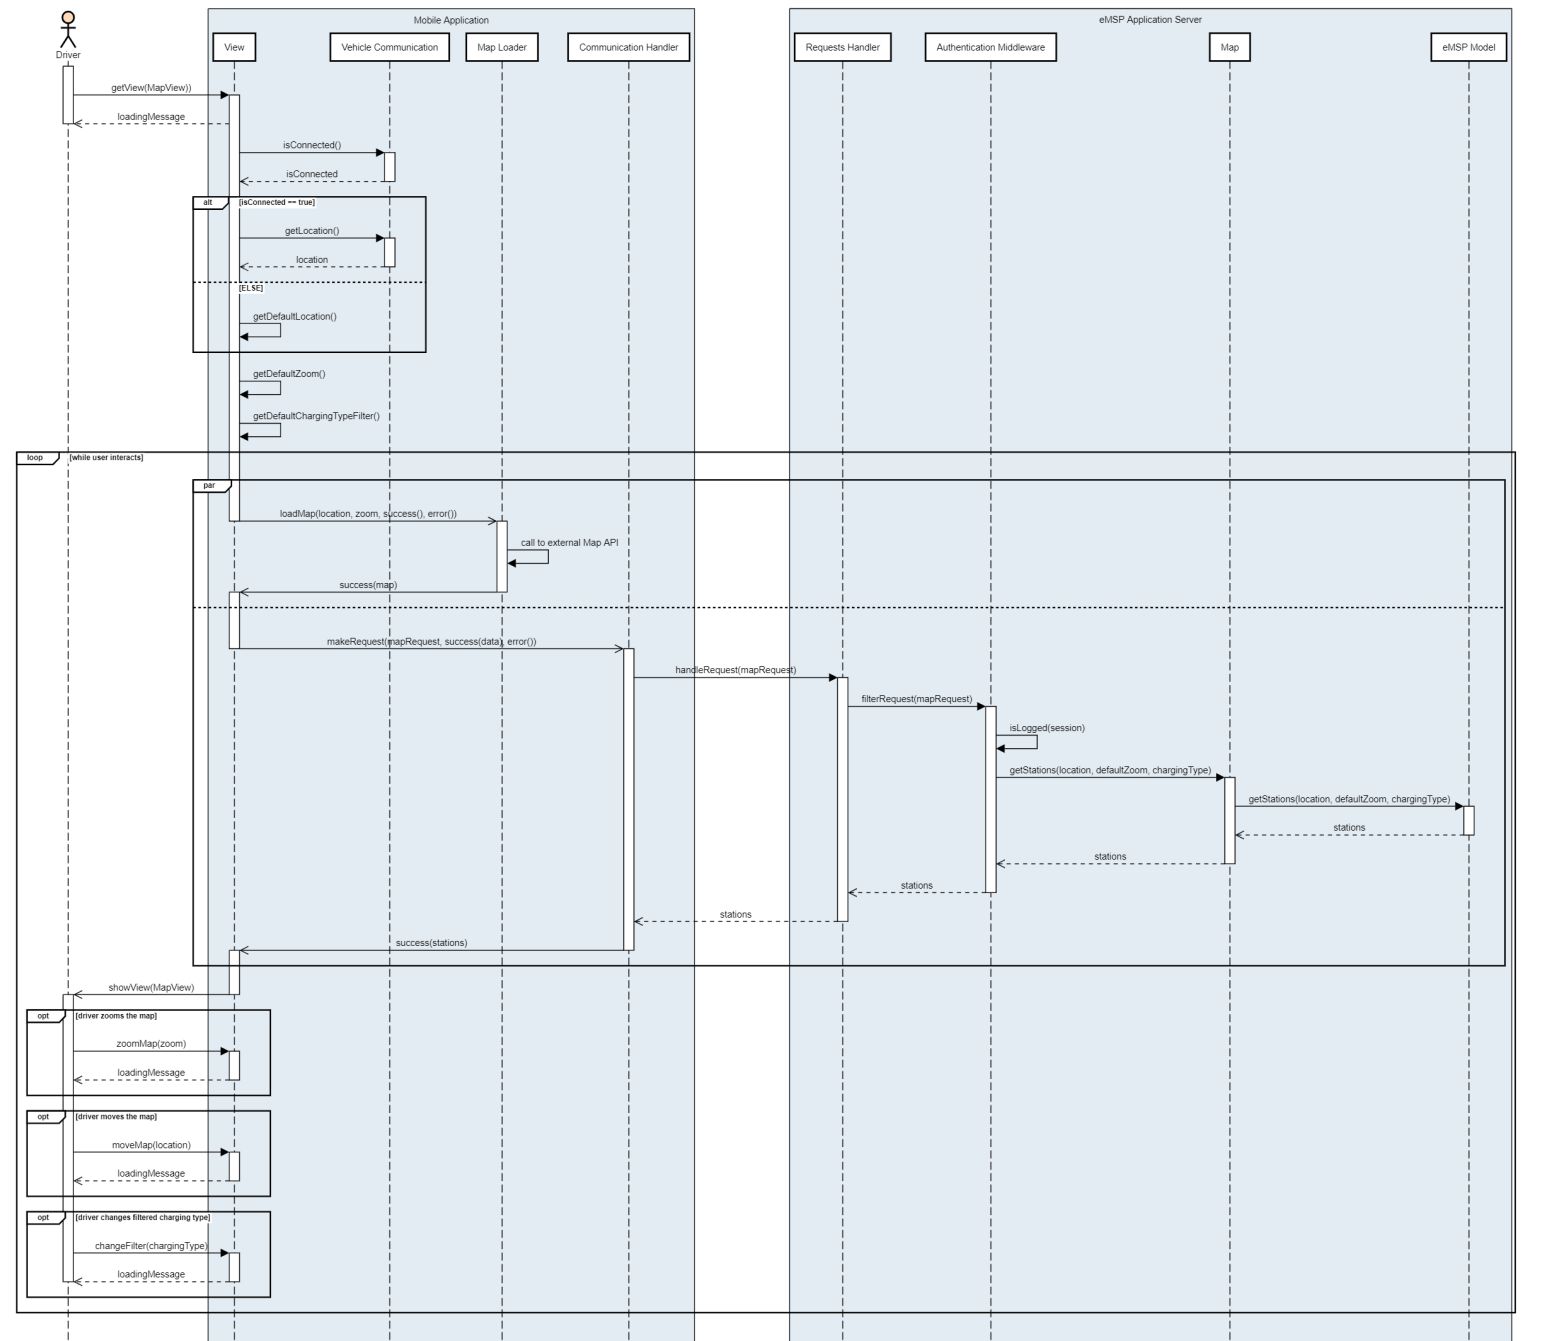 Mobile Application
eMSP Application Server
Driver
View
Vehicle Communication
Map Loader
Communication Handler
Requests Handler
Authentication Middleware
Map
eMSP Model
getView(MapView))
loadingMessage
isConnected()
isConnected
alt
[isConnected == true]
getLocation()
location
[ELSE]
getDefaultLocation()
getDefaultZoom()
getDefaultChargingTypeFilter()
loop
[while user interacts]
par
loadMap(location, zoom, success(), error())
call to external Map API
success(map)
makeRequest(mapRequest, success(data), error())
handleRequest(mapRequest)
filterRequest(mapRequest)
isLogged(session)
getStations(location, defaultZoom, chargingType)
getStations(location, defaultZoom, chargingType)
stations
stations
stations
stations
success(stations)
showView(MapView)
opt
[driver zooms the map]
zoomMap(zoom)
loadingMessage
opt
[driver moves the map]
moveMap(location)
loadingMessage
opt
[driver changes filtered charging type]
changeFilter(chargingType)
loadingMessage